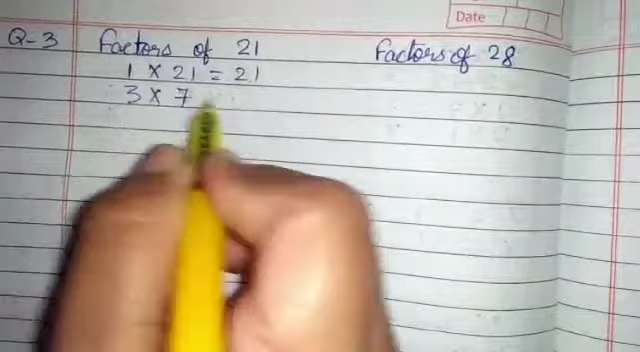 Date
Q-3 Factors of 21 Factors of 28
1 × 21 = 21
3 × 7